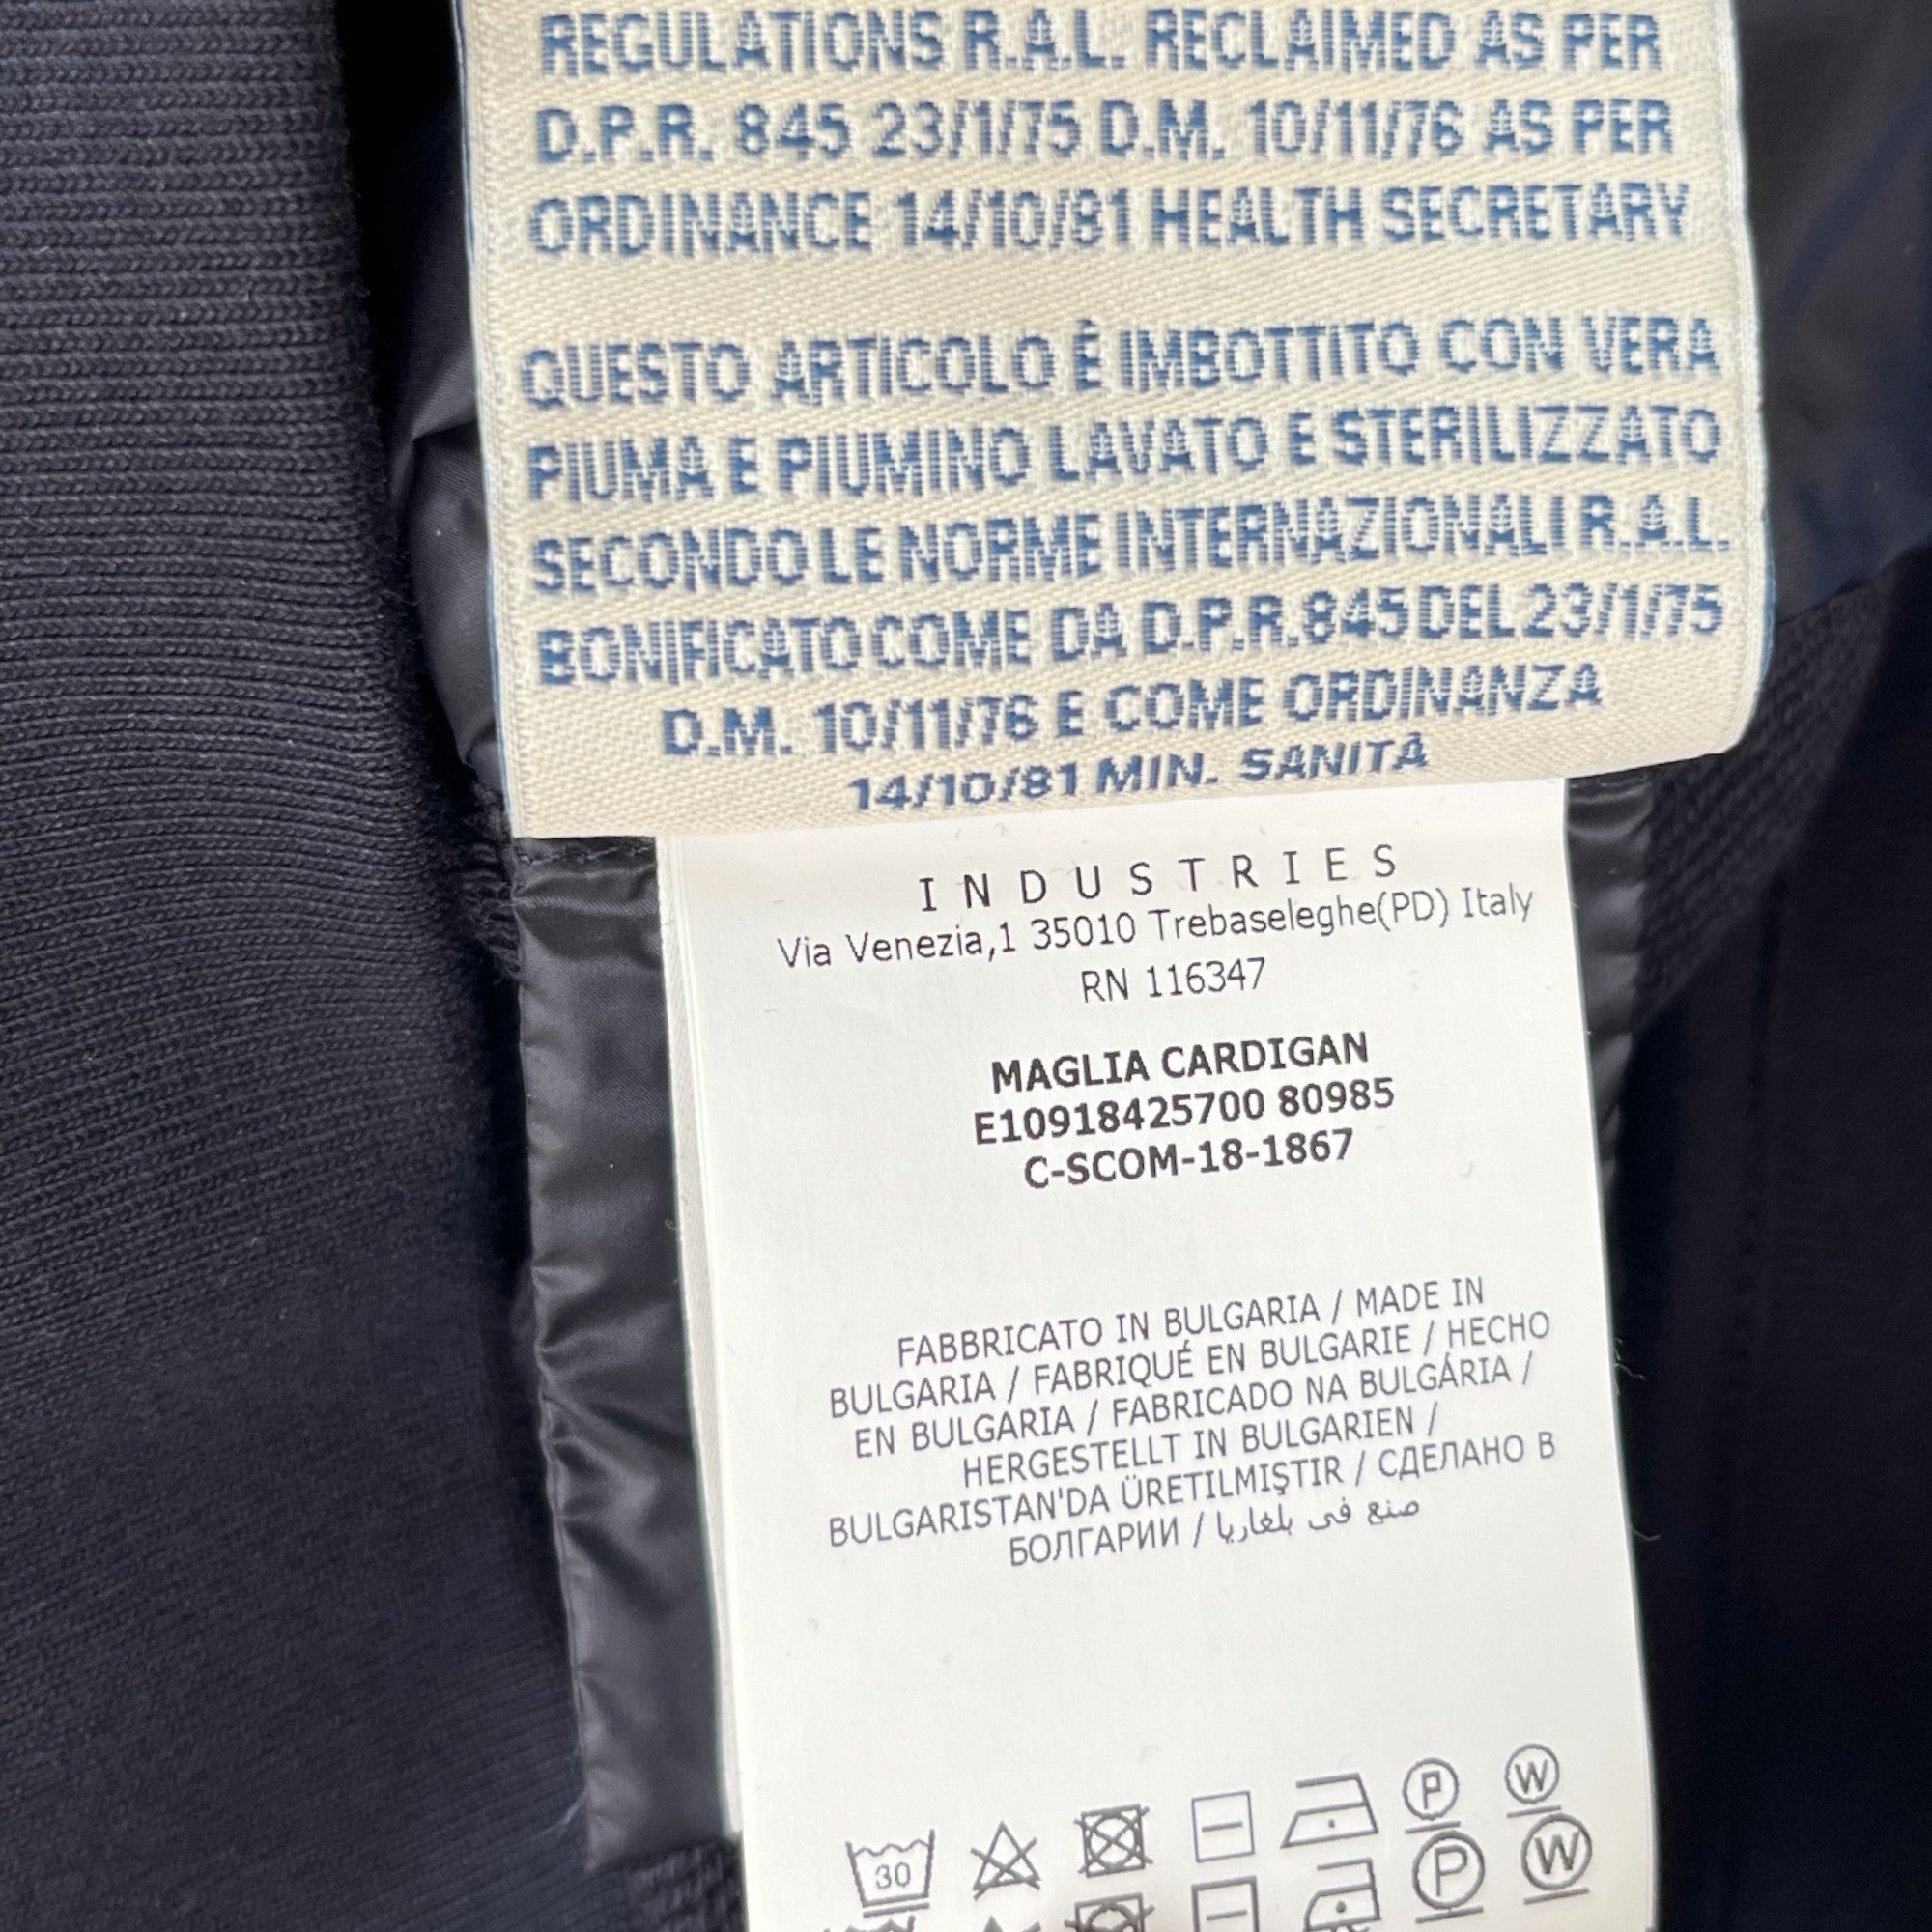 REGULATIONS R.A.L. RECLAIMED AS PER
D.P.R. 845 23/1/75 D.M. 10/11/76 AS PER
ORDINANCE 14/10/81 HEALTH SECRETARY
QUESTO ARTICOLO È IMBOTTITO CON VERA
PIUMA E PIUMINO LAVATO E STERILIZZATO
SECONDO LE NORME INTERNAZIONALI R.A.L.
BONIFICATO COME DA D.P.R. 845 DEL 23/1/75
D.M. 10/11/76 E COME ORDINANZA
14/10/81 MIN. SANITÀ
INDUSTRIES
Via Venezia,1 35010 Trebaseleghe(PD) Italy
RN 116347
MAGLIA CARDIGAN
E10918425700 80985
C-SCOM-18-1867
FABBRICATO IN BULGARIA / MADE IN
BULGARIA / FABRIQUÉ EN BULGARIE / HECHO
EN BULGARIA / FABRICADO NA BULGÁRIA /
HERGESTELLT IN BULGARIEN /
BULGARISTAN'DA ÜRETILMIŞTIR / СДЕЛАНО В
БОЛГАРИИ / صنع في بلغاريا
30 P W
P W